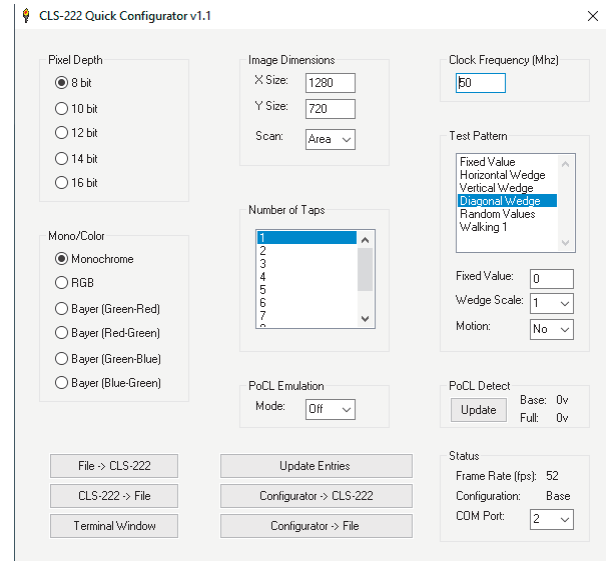 CLS-222 Quick Configurator v1.1
Pixel Depth
8 bit
10 bit
12 bit
14 bit
16 bit
Mono/Color
Monochrome
RGB
Bayer (Green-Red)
Bayer (Red-Green)
Bayer (Green-Blue)
Bayer (Blue-Green)
File -> CLS-222
CLS-222 -> File
Terminal Window
Image Dimensions
X Size: 1280
Y Size: 720
Scan: Area
Number of Taps
1
2
3
4
5
6
7
PoCL Emulation
Mode: Off
Update Entries
Configurator -> CLS-222
Configurator -> File
Clock Frequency (Mhz)
50
Test Pattern
Fixed Value
Horizontal Wedge
Vertical Wedge
Diagonal Wedge
Random Values
Walking 1
Fixed Value: 0
Wedge Scale: 1
Motion: No
PoCL Detect
Update
Base: 0v
Full: 0v
Status
Frame Rate (fps): 52
Configuration: Base
COM Port: 2